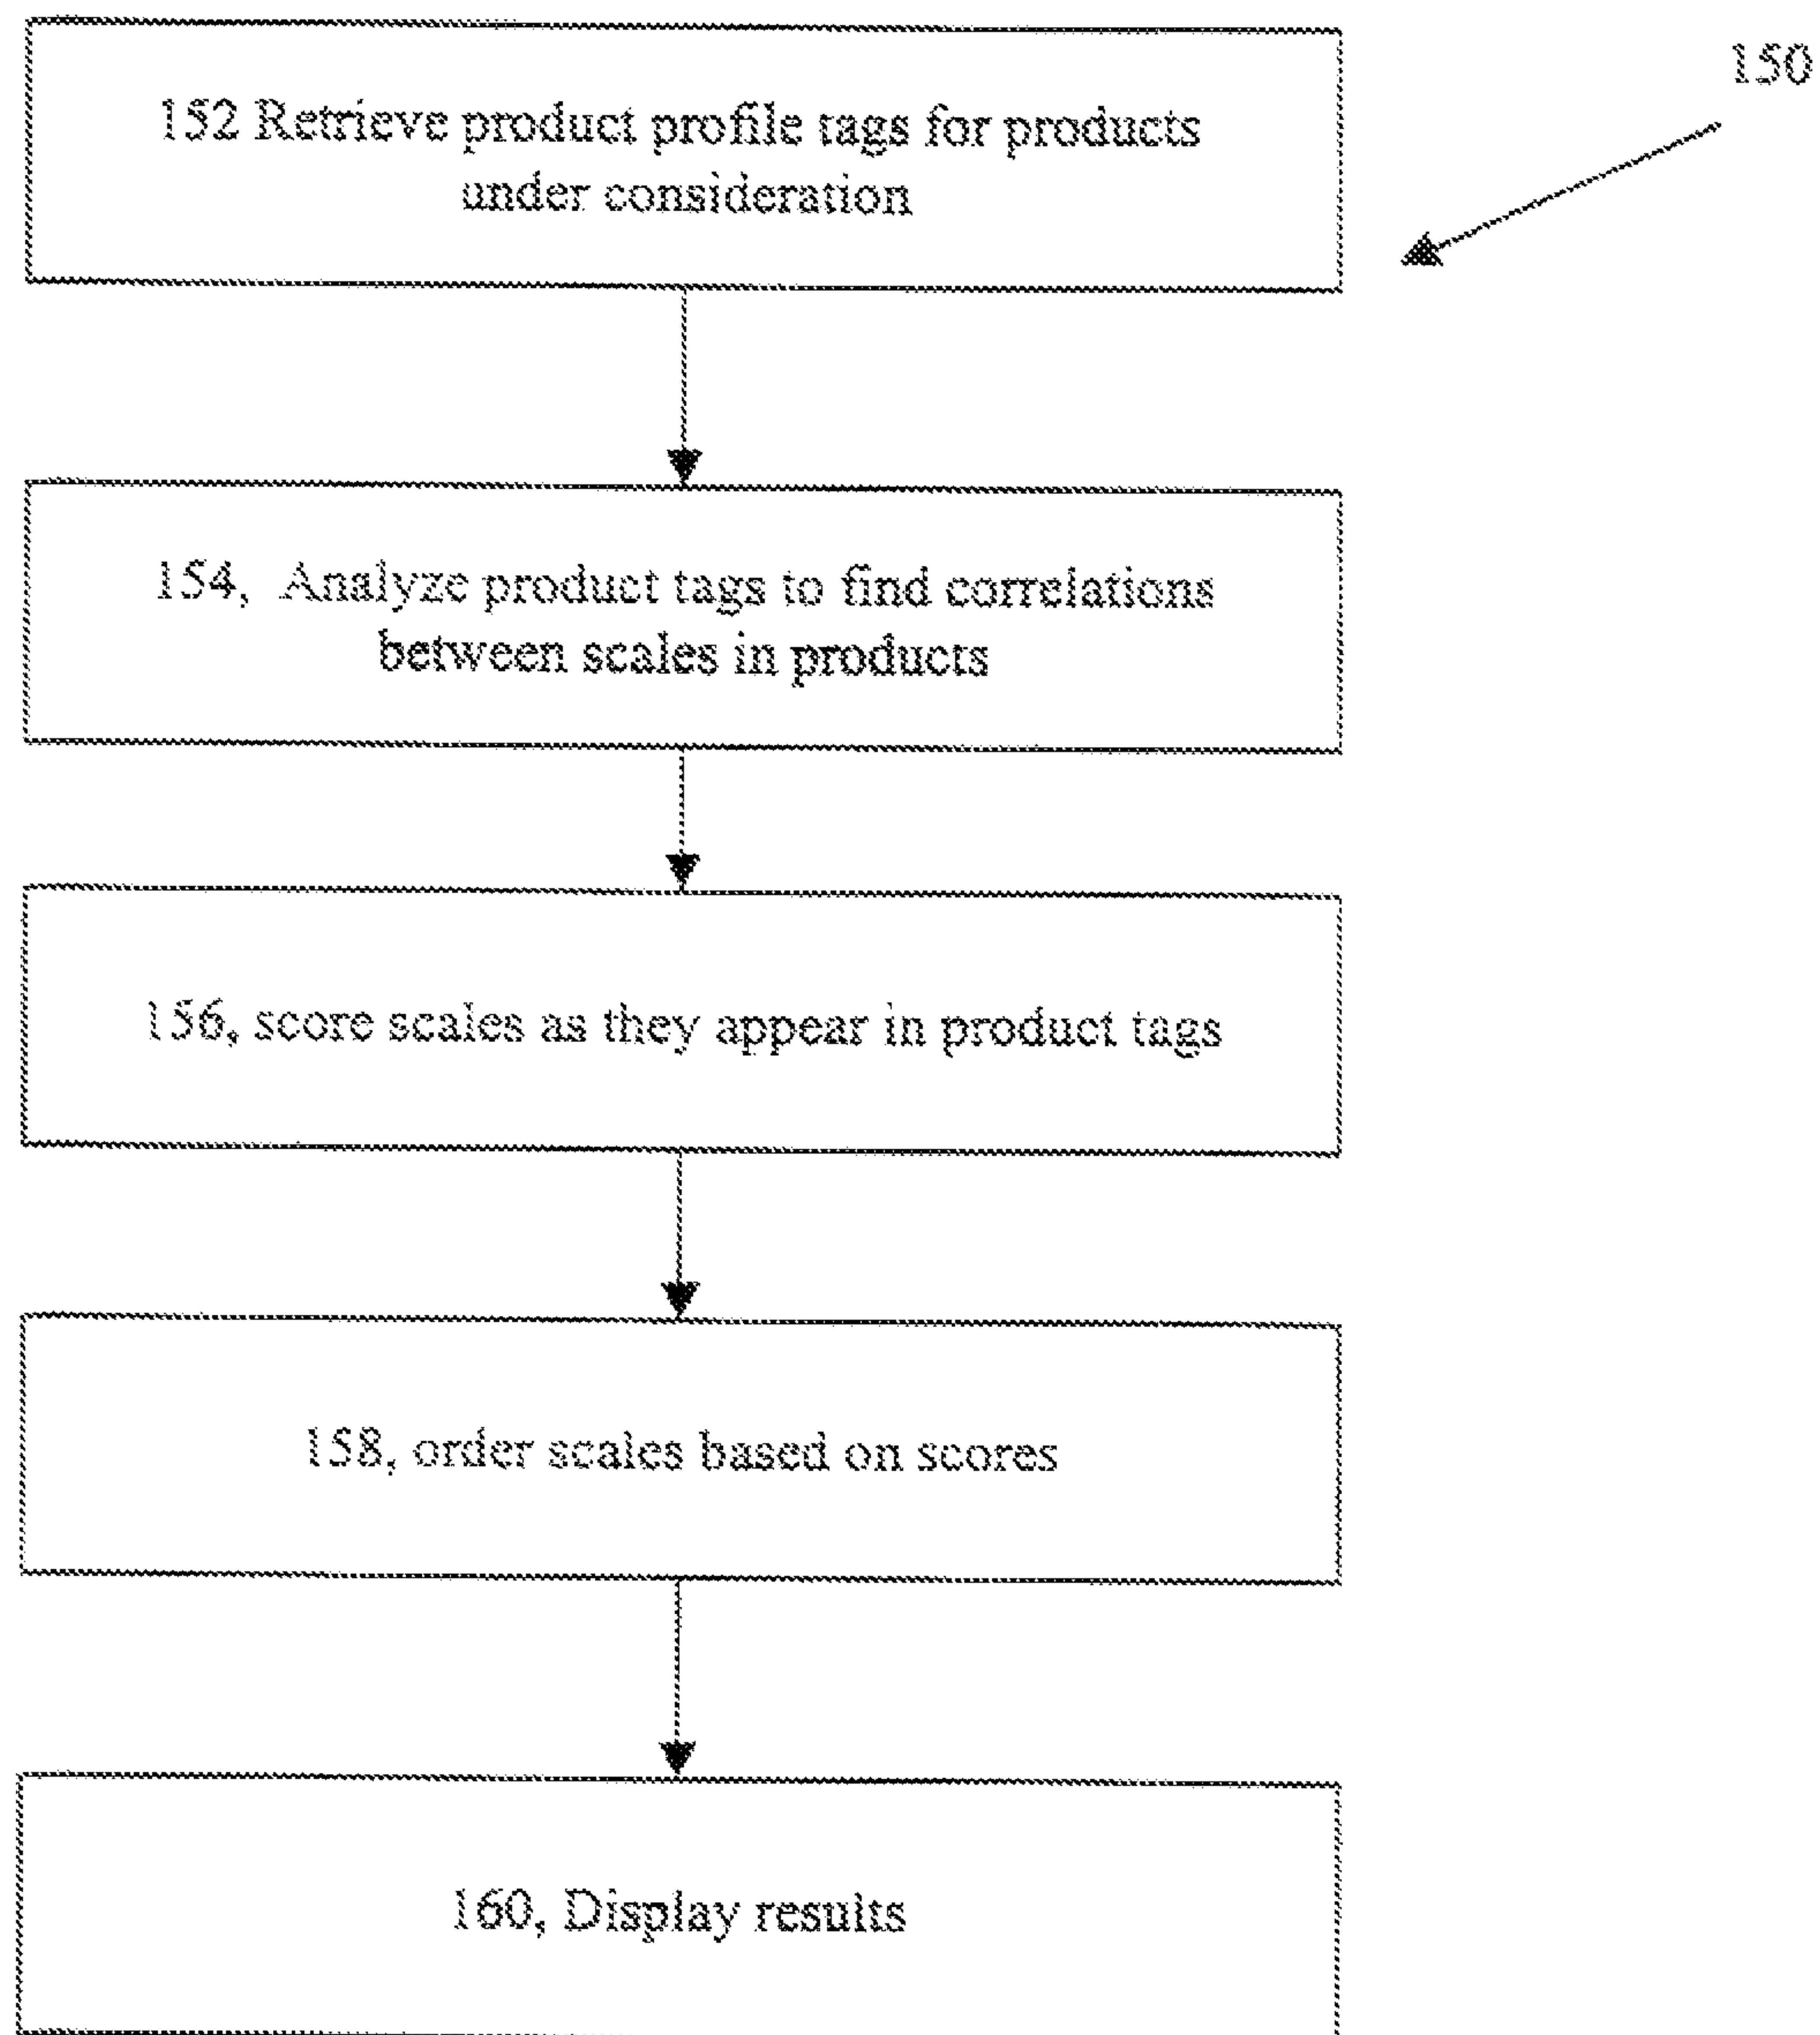 150
152 Retrieve product profile tags for products
under consideration
154, Analyze product tags to find correlations
between scales in products
156, score scales as they appear in product tags
158, order scales based on scores
160, Display results